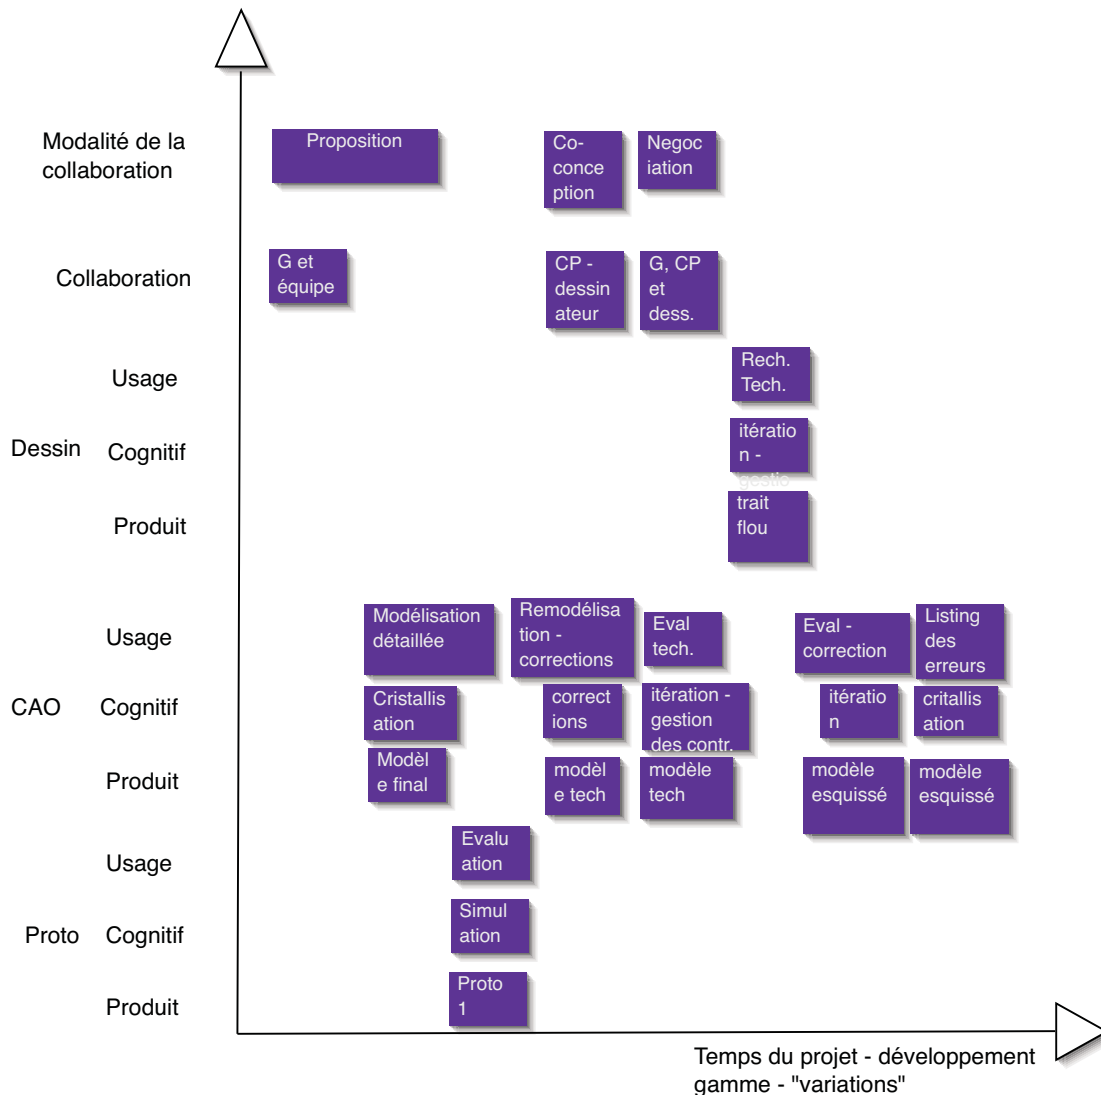 Modalité de la
collaboration
Proposition
Co-
conce
ption
Negoc
iation
Collaboration
G et
équipe
CP -
dessin
ateur
G, CP
et
dess.
Usage
Rech.
Tech.
Dessin
Cognitif
itératio
n -
gestio
Produit
trait
flou
Usage
Modélisation
détaillée
Remodélisa
tion -
corrections
Eval
tech.
Eval -
correction
Listing
des
erreurs
CAO
Cognitif
Cristallis
ation
correct
ions
itération -
gestion
des contr.
itératio
n
critallis
ation
Produit
Modèl
e final
modèl
e tech
modèle
tech
modèle
esquissé
modèle
esquissé
Usage
Evalu
ation
Proto
Cognitif
Simul
ation
Produit
Proto
1
Temps du projet - développement
gamme - "variations"